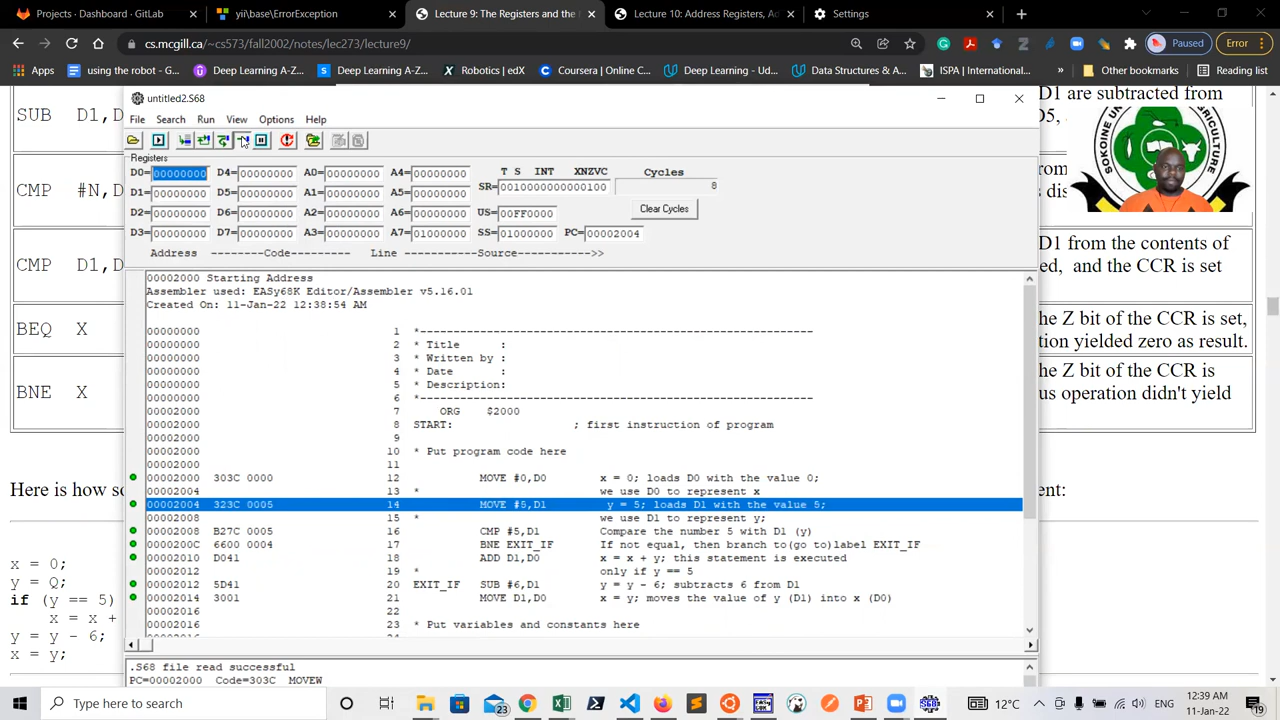 Projects · Dashboard · GitLab
yii\base\ErrorException
Lecture 9: The Registers and the
Lecture 10: Address Registers, Ad
Settings
cs.mcgill.ca/~cs573/fall2002/notes/lec273/lecture9/
Paused
Error
Apps
using the robot - G...
Deep Learning A-Z...
Deep Learning A-Z...
Robotics | edX
Coursera | Online C...
Deep Learning - Ud...
Data Structures & A...
ISPA | International...
Other bookmarks
Reading list
SUB D1,D
CMP #N,D
CMP D1,D
BEQ X
BNE X
D1 are subtracted from
D1 from the contents of
ed, and the CCR is set
he Z bit of the CCR is set,
tion yielded zero as result.
he Z bit of the CCR is
us operation didn't yield
Here is how so
ent:
x = 0;
y = Q;
if (y == 5)
x = x +
y = y - 6;
x = y;
untitled2.S68
File Search Run View Options Help
Registers
D0= 00000000 D4= 00000000 A0= 00000000 A4= 00000000 T S INT XNZVC Cycles
D1= 00000000 D5= 00000000 A1= 00000000 A5= 00000000 SR= 0010000000000100 8
D2= 00000000 D6= 00000000 A2= 00000000 A6= 00000000 US= 00FF0000 Clear Cycles
D3= 00000000 D7= 00000000 A3= 00000000 A7= 01000000 SS= 01000000 PC= 00002004
Address --------Code--------- Line -----------Source----------->>
00002000 Starting Address
Assembler used: EASy68K Editor/Assembler v5.16.01
Created On: 11-Jan-22 12:38:54 AM
00000000 1 *-----------------------------------------------------------
00000000 2 * Title :
00000000 3 * Written by :
00000000 4 * Date :
00000000 5 * Description:
00000000 6 *-----------------------------------------------------------
00002000 7 ORG $2000
00002000 8 START: ; first instruction of program
00002000 9
00002000 10 * Put program code here
00002000 11
00002000 303C 0000 12 MOVE #0,D0 x = 0; loads D0 with the value 0;
00002004 13 * we use D0 to represent x
00002004 323C 0005 14 MOVE #5,D1 y = 5; loads D1 with the value 5;
00002008 15 * we use D1 to represent y;
00002008 B27C 0005 16 CMP #5,D1 Compare the number 5 with D1 (y)
0000200C 6600 0004 17 BNE EXIT_IF If not equal, then branch to(go to)label EXIT_IF
00002010 D041 18 ADD D1,D0 x = x + y; this statement is executed
00002012 19 * only if y == 5
00002012 5D41 20 EXIT_IF SUB #6,D1 y = y - 6; subtracts 6 from D1
00002014 3001 21 MOVE D1,D0 x = y; moves the value of y (D1) into x (D0)
00002016 22
00002016 23 * Put variables and constants here
.S68 file read successful
PC=00002000 Code=303C MOVEW
SOKOINE UN
AGRICULTURE
Type here to search
23
12°C
ENG
12:39 AM
11-Jan-22
19